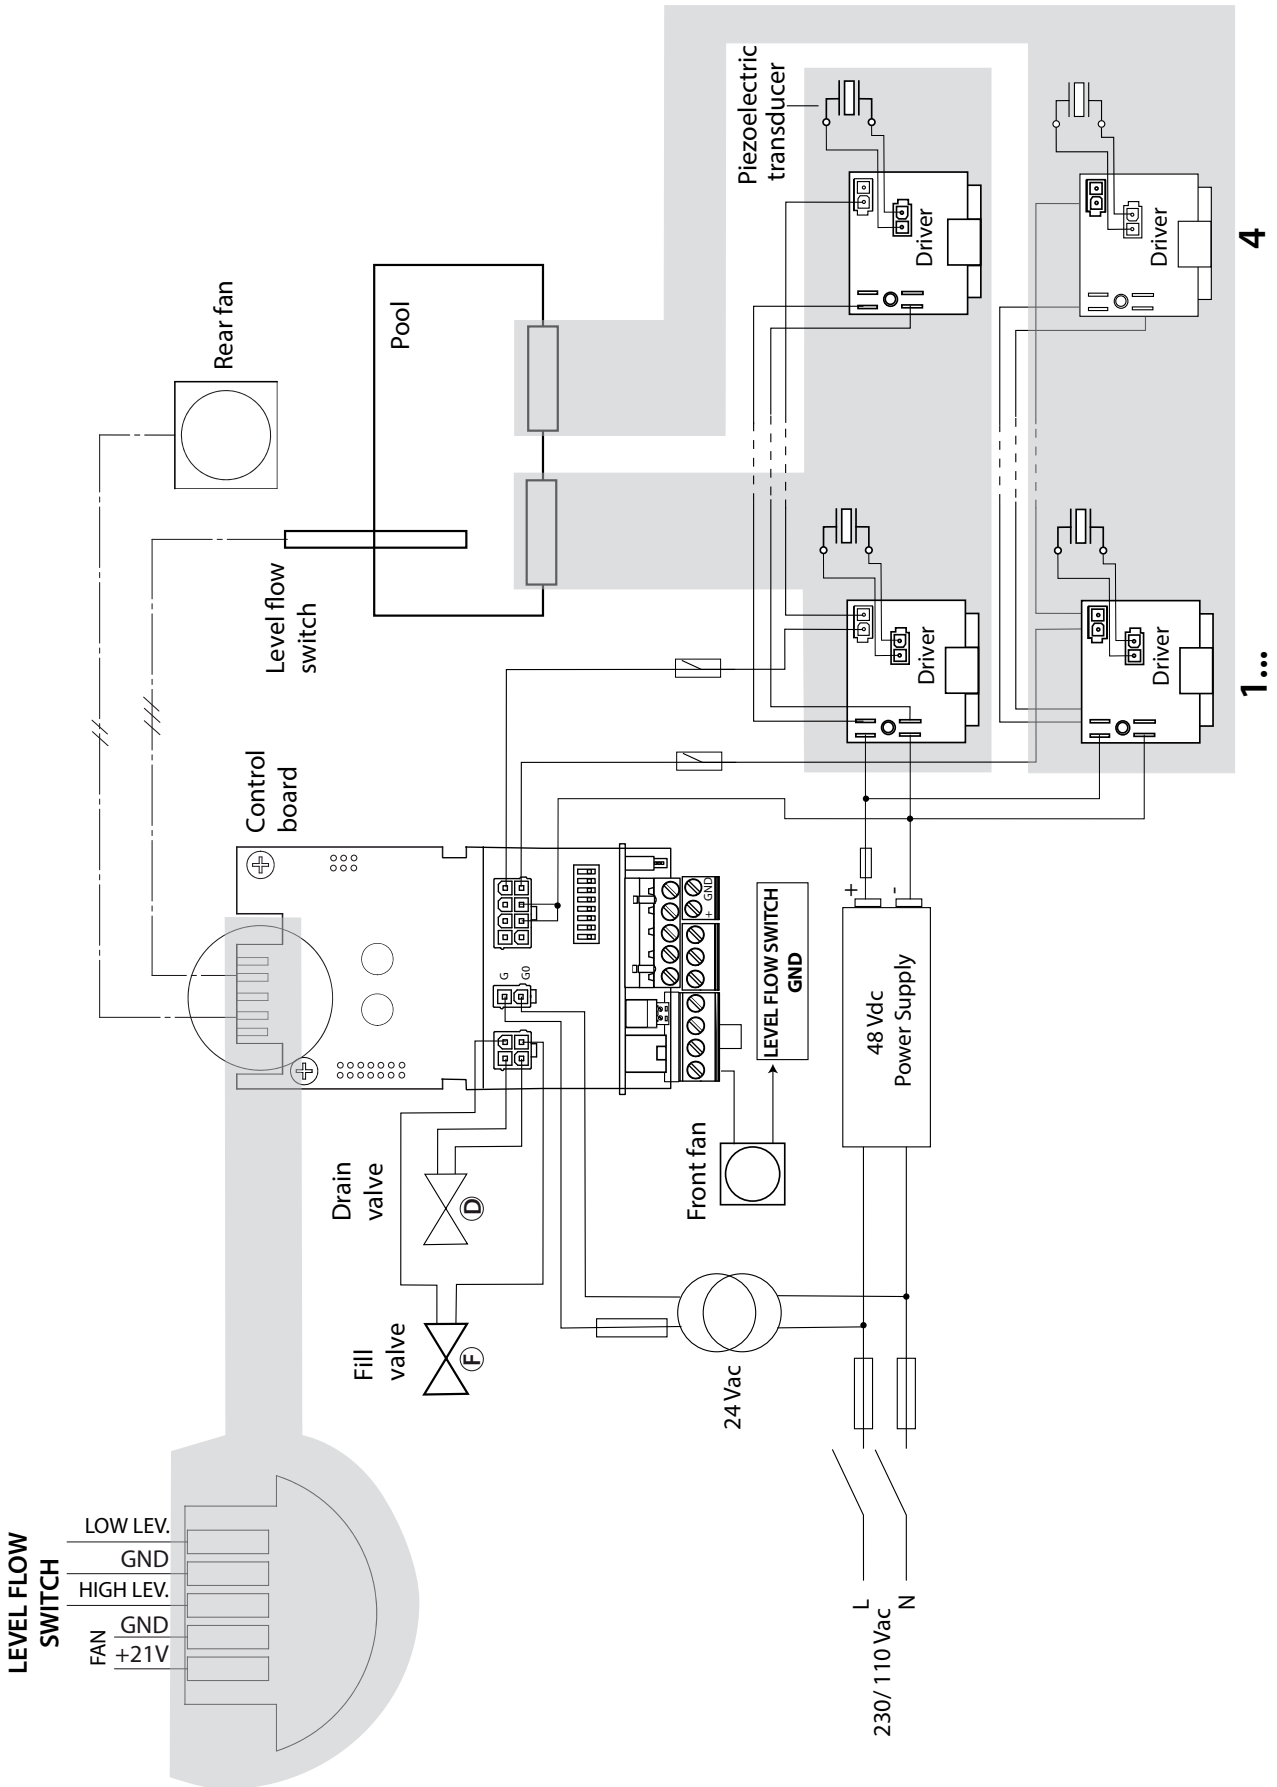 LEVEL FLOW
SWITCH
LOW LEV.
GND
HIGH LEV.
GND
+21V
FAN
Rear fan
Level flow
switch
Pool
Control
board
Piezoelectric
transducer
Driver
Driver
Driver
Driver
1...
4
Drain
valve
D
Fill
valve
F
G
G0
+
GND
LEVEL FLOW SWITCH
GND
Front fan
24 Vac
+
-
48 Vdc
Power Supply
L
N
230/ 110 Vac